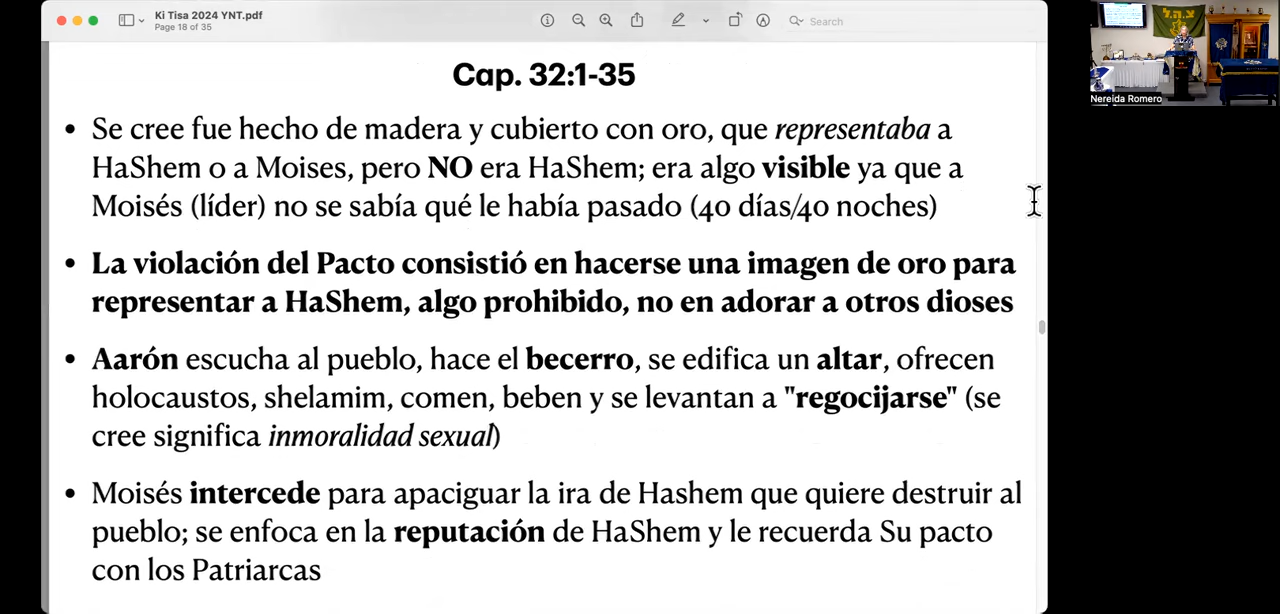 Ki Tisa 2024 YNT.pdf
Page 18 of 35
Search
Cap. 32:1-35
• Se cree fue hecho de madera y cubierto con oro, que representaba a
HaShem o a Moises, pero NO era HaShem; era algo visible ya que a
Moisés (líder) no se sabía qué le había pasado (40 días/40 noches)
• La violación del Pacto consistió en hacerse una imagen de oro para
representar a HaShem, algo prohibido, no en adorar a otros dioses
• Aarón escucha al pueblo, hace el becerro, se edifica un altar, ofrecen
holocaustos, shelamim, comen, beben y se levantan a "regocijarse" (se
cree significa inmoralidad sexual)
• Moisés intercede para apaciguar la ira de Hashem que quiere destruir al
pueblo; se enfoca en la reputación de HaShem y le recuerda Su pacto
con los Patriarcas
Nereida Romero